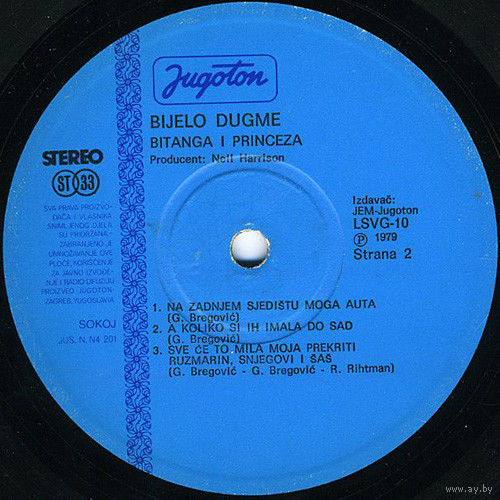 Jugoton
BIJELO DUGME
BITANGA I PRINCEZA
Producent: Neil Harrison
STEREO
ST 33
SVA PRAVA PROIZVO-
ĐAČA I VLASNIKA
SNIMLJENOG DJELA
SU PRIDRŽANA -
ZABRANJENO JE
UMNOŽAVANJE OVE
PLOČE, KORIŠĆENJE
ZA JAVNO IZVOĐE-
NJE I RADIO DIFUZIJU
PROIZVEO »JUGOTON«
ZAGREB, YUGOSLAVIA
SOKOJ
JUS. N. N4 201
Izdavač:
JEM-Jugoton
LSVG-10
Ⓟ 1979
Strana 2
1. NA ZADNJEM SJEDISTU MOGA AUTA
(G. Bregović)
2. A KOLIKO SI IH IMALA DO SAD
(G. Bregović)
3. SVE ĆE TO, MILA MOJA PREKRITI
RUZMARIN, SNJEGOVI I ŠAŠ
(G. Bregović - G. Bregović - R. Rihtman)
www.ay.by